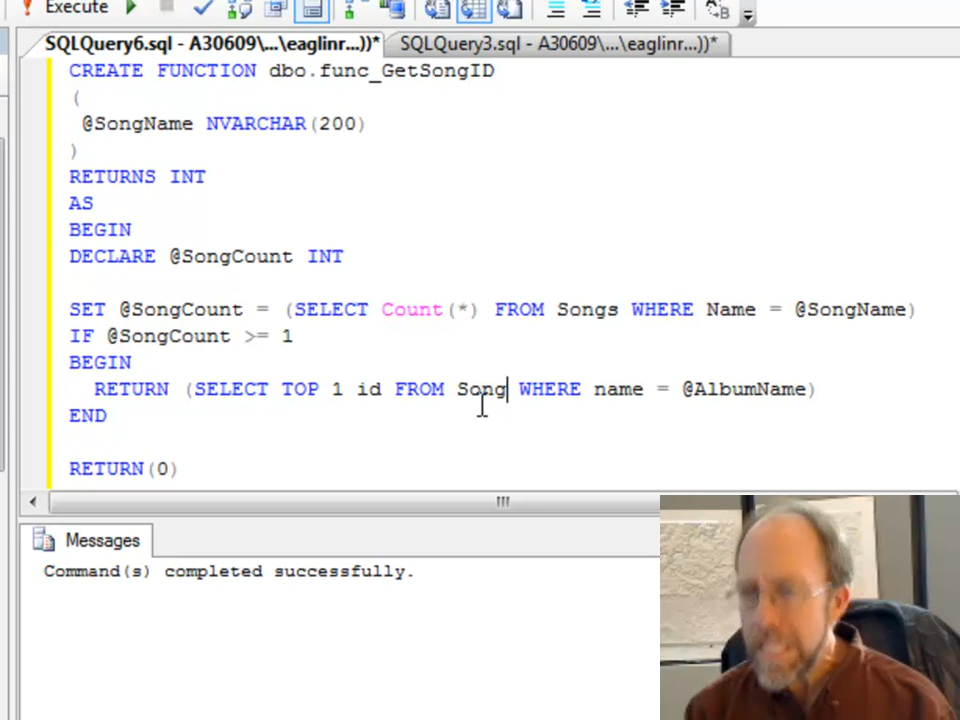 Execute
SQLQuery6.sql - A30609\...\eaglinr...))* SQLQuery3.sql - A30609\...\eaglinr...))*
CREATE FUNCTION dbo.func_GetSongID
(
@SongName NVARCHAR(200)
)
RETURNS INT
AS
BEGIN
DECLARE @SongCount INT
SET @SongCount = (SELECT Count(*) FROM Songs WHERE Name = @SongName)
IF @SongCount >= 1
BEGIN
RETURN (SELECT TOP 1 id FROM Song WHERE name = @AlbumName)
END
RETURN(0)
Messages
Command(s) completed successfully.